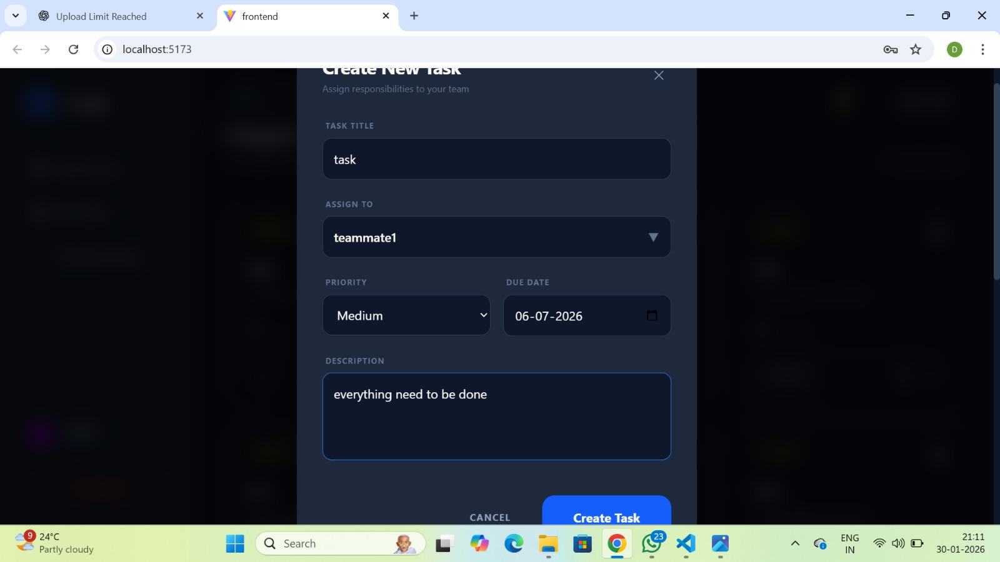 Upload Limit Reached
frontend
localhost:5173
D
Create New Task
Assign responsibilities to your team
TASK TITLE
task
ASSIGN TO
teammate1
PRIORITY
DUE DATE
Medium
06-07-2026
DESCRIPTION
everything need to be done
CANCEL
Create Task
9
24°C
Partly cloudy
Search
23
ENG
IN
21:11
30-01-2026